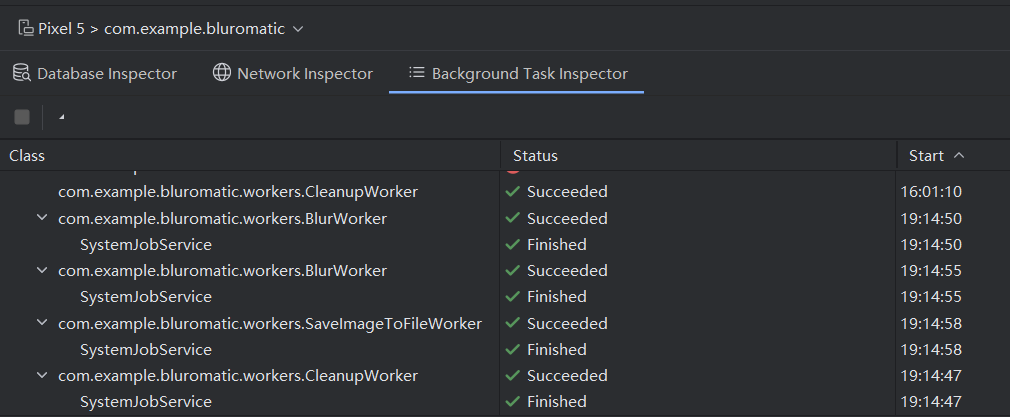 Pixel 5 > com.example.bluromatic
Database Inspector Network Inspector Background Task Inspector
Class Status Start
com.example.bluromatic.workers.CleanupWorker Succeeded 16:01:10
com.example.bluromatic.workers.BlurWorker Succeeded 19:14:50
SystemJobService Finished 19:14:50
com.example.bluromatic.workers.BlurWorker Succeeded 19:14:55
SystemJobService Finished 19:14:55
com.example.bluromatic.workers.SaveImageToFileWorker Succeeded 19:14:58
SystemJobService Finished 19:14:58
com.example.bluromatic.workers.CleanupWorker Succeeded 19:14:47
SystemJobService Finished 19:14:47